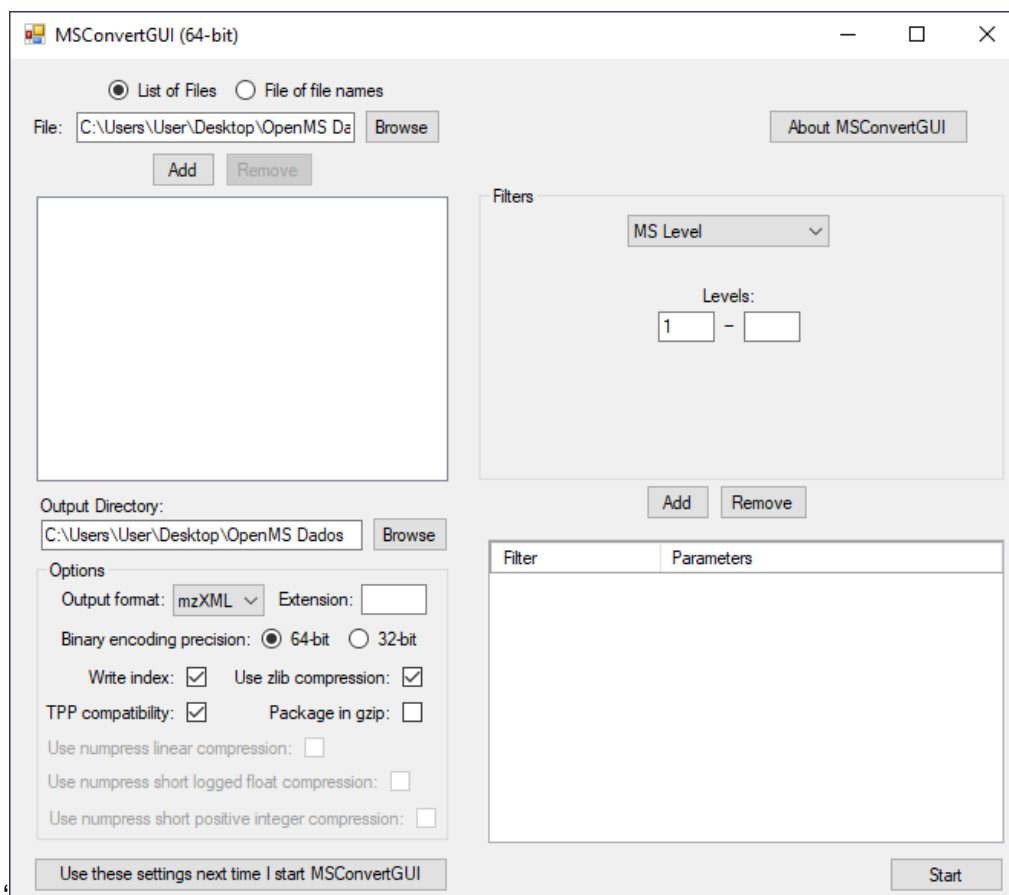 MSConvertGUI (64-bit)
List of Files File of file names
File: C:\Users\User\Desktop\OpenMS Da Browse
About MSConvertGUI
Add Remove
Filters
MS Level
Levels:
1 –
Add Remove
Filter Parameters
Output Directory:
C:\Users\User\Desktop\OpenMS Dados Browse
Options
Output format: mzXML Extension:
Binary encoding precision: 64-bit 32-bit
Write index: Use zlib compression:
TPP compatibility: Package in gzip:
Use numpress linear compression:
Use numpress short logged float compression:
Use numpress short positive integer compression:
Use these settings next time I start MSConvertGUI
Start
‘